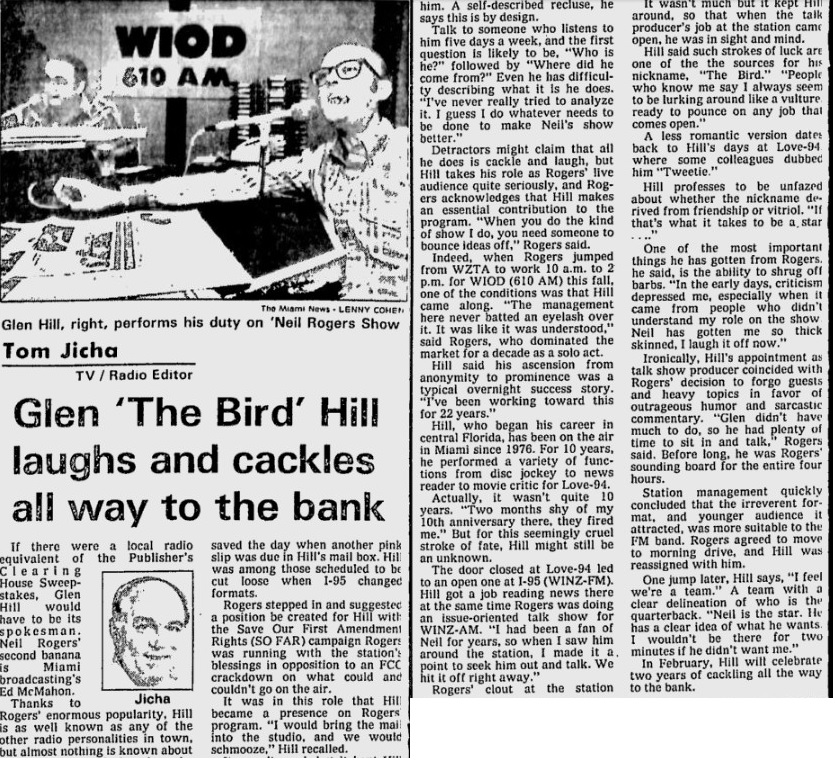 WIOD
610 AM
The Miami News - LENNY COHEN
Glen Hill, right, performs his duty on 'Neil Rogers Show
Tom Jicha
TV / Radio Editor
Glen 'The Bird' Hill
laughs and cackles
all way to the bank
If there were a local radio
equivalent of the Publisher's
Clearing
House Sweep-
stakes, Glen
Hill would
have to be its
spokesman.
Neil Rogers'
second banana
is Miami
broadcasting's
Ed McMahon.
Thanks to
Jicha
Rogers' enormous popularity, Hill
is as well known as any of the
other radio personalities in town,
but almost nothing is known about
saved the day when another pink
slip was due in Hill's mail box. Hill
was among those scheduled to be
cut loose when I-95 changed
formats.
Rogers stepped in and suggested
a position be created for Hill with
the Save Our First Amendment
Rights (SO FAR) campaign Rogers
was running with the station's
blessings in opposition to an FCC
crackdown on what could and
couldn't go on the air.
It was in this role that Hill
became a presence on Rogers'
program. "I would bring the mail
into the studio, and we would
schmooze," Hill recalled.
him. A self-described recluse, he
says this is by design.
Talk to someone who listens to
him five days a week, and the first
question is likely to be, "Who is
he?" followed by "Where did he
come from?" Even he has difficul-
ty describing what it is he does.
"I've never really tried to analyze
it. I guess I do whatever needs to
be done to make Neil's show
better."
Detractors might claim that all
he does is cackle and laugh, but
Hill takes his role as Rogers' live
audience quite seriously, and Rog-
ers acknowledges that Hill makes
an essential contribution to the
program. "When you do the kind
of show I do, you need someone to
bounce ideas off," Rogers said.
Indeed, when Rogers jumped
from WZTA to work 10 a.m. to 2
p.m. for WIOD (610 AM) this fall,
one of the conditions was that Hill
came along. "The management
here never batted an eyelash over
it. It was like it was understood,"
said Rogers, who dominated the
market for a decade as a solo act.
Hill said his ascension from
anonymity to prominence was a
typical overnight success story.
"I've been working toward this
for 22 years."
Hill, who began his career in
central Florida, has been on the air
in Miami since 1976. For 10 years,
he performed a variety of func-
tions from disc jockey to news
reader to movie critic for Love-94.
Actually, it wasn't quite 10
years. "Two months shy of my
10th anniversary there, they fired
me." But for this seemingly cruel
stroke of fate, Hill might still be
an unknown.
The door closed at Love-94 led
to an open one at I-95 (WINZ-FM).
Hill got a job reading news there
at the same time Rogers was doing
an issue-oriented talk show for
WINZ-AM. "I had been a fan of
Neil for years, so when I saw him
around the station, I made it a
point to seek him out and talk. We
hit it off right away."
Rogers' clout at the station
It wasn't much but it kept Hill
around, so that when the talk
producer's job at the station came
open, he was in sight and mind.
Hill said such strokes of luck are
one of the the sources for his
nickname, "The Bird." "People
who know me say I always seem
to be lurking around like a vulture
ready to pounce on any job that
comes open."
A less romantic version dates
back to Hill's days at Love-94
where some colleagues dubbed
him "Tweetie."
Hill professes to be unfazed
about whether the nickname de-
rived from friendship or vitriol. "If
that's what it takes to be a star
...."
One of the most important
things he has gotten from Rogers,
he said, is the ability to shrug off
barbs. "In the early days, criticism
depressed me, especially when it
came from people who didn't
understand my role on the show.
Neil has gotten me so thick
skinned, I laugh it off now."
Ironically, Hill's appointment as
talk show producer coincided with
Rogers' decision to forgo guests
and heavy topics in favor of
outrageous humor and sarcastic
commentary. "Glen didn't have
much to do, so he had plenty of
time to sit in and talk," Rogers
said. Before long, he was Rogers'
sounding board for the entire four
hours.
Station management quickly
concluded that the irreverent for-
mat, and younger audience it
attracted, was more suitable to the
FM band. Rogers agreed to move
to morning drive, and Hill was
reassigned with him.
One jump later, Hill says, "I feel
we're a team." A team with a
clear delineation of who is the
quarterback. "Neil is the star. He
has a clear idea of what he wants.
I wouldn't be there for two
minutes if he didn't want me."
In February, Hill will celebrate
two years of cackling all the way
to the bank.